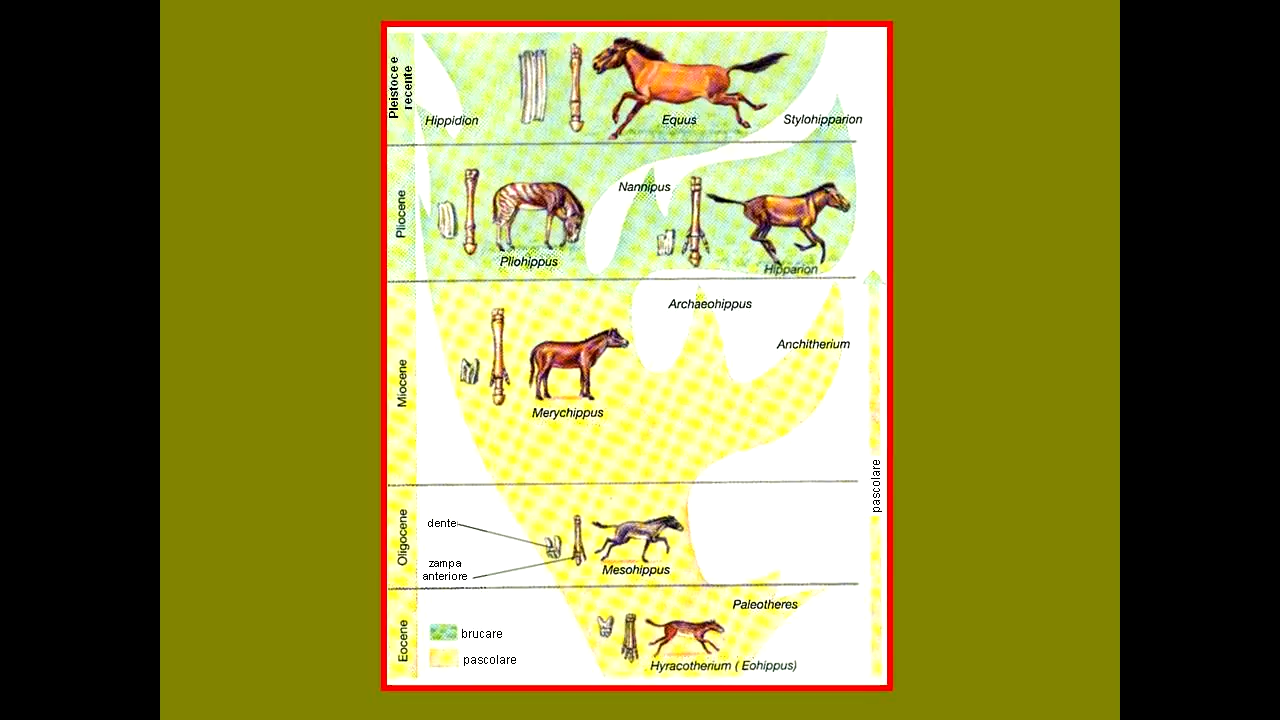 Pleistoce e
recente
Hippidion
Equus
Stylohipparion
Pliocene
Nannipus
Pliohippus
Hipparion
Miocene
Archaeohippus
Anchitherium
Merychippus
pascolare
Oligocene
dente
zampa
anteriore
Mesohippus
Eocene
Paleotheres
brucare
pascolare
Hyracotherium ( Eohippus)